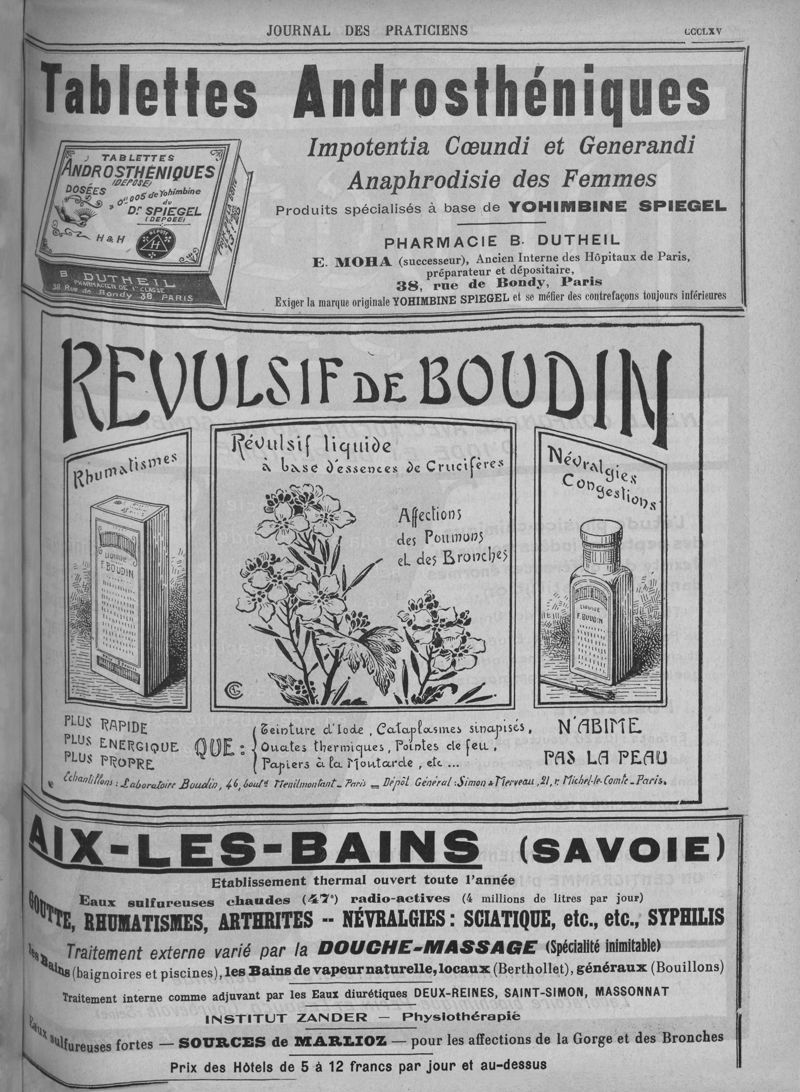 JOURNAL DES PRATICIENS
CCCLXV
Tablettes Androsthéniques
TABLETTES
ANDROSTHÉNIQUES
(DÉPOSÉ)
DOSÉES
à 0gr.005 de Yohimbine
du
Dr. SPIEGEL
(DÉPOSÉE)
H & H
B. DUTHEIL
PHARMACIEN DE 1re CLASSE
38 Rue de Bondy 38 PARIS
Impotentia Cœundi et Generandi
Anaphrodisie des Femmes
Produits spécialisés à base de YOHIMBINE SPIEGEL
PHARMACIE B. DUTHEIL
E. MOHA (successeur), Ancien Interne des Hôpitaux de Paris,
préparateur et dépositaire,
38, rue de Bondy, Paris
Exiger la marque originale YOHIMBINE SPIEGEL et se méfier des contrefaçons toujours inférieures
REVULSIF DE BOUDIN
Rhumatismes
F. BOUDIN
Révulsif liquide
à base d'essences de Crucifères
Affections
des Poumons
et des Bronches
Névralgies
Congestions
F. BOUDIN
PLUS RAPIDE
PLUS ENERGIQUE
PLUS PROPRE
QUE :
Teinture d'Iode, Cataplasmes sinapisés,
Ouates thermiques, Pointes de feu,
Papiers à la Moutarde, etc...
N'ABIME
PAS LA PEAU
Echantillons : Laboratoire Boudin, 46, boult Menilmontant - Paris = Dépôt Général : Simon & Merveau, 21, r. Michel-le-Comte - Paris.
AIX-LES-BAINS (SAVOIE)
Etablissement thermal ouvert toute l'année
Eaux sulfureuses chaudes (47°) radio-actives (4 millions de litres par jour)
GOUTTE, RHUMATISMES, ARTHRITES -- NÉVRALGIES : SCIATIQUE, etc., etc., SYPHILIS
Traitement externe varié par la DOUCHE-MASSAGE (Spécialité inimitable)
les Bains (baignoires et piscines), les Bains de vapeur naturelle, locaux (Berthollet), généraux (Bouillons)
Traitement interne comme adjuvant par les Eaux diurétiques DEUX-REINES, SAINT-SIMON, MASSONNAT
INSTITUT ZANDER — Physiothérapie
Eaux sulfureuses fortes — SOURCES de MARLIOZ — pour les affections de la Gorge et des Bronches
Prix des Hôtels de 5 à 12 francs par jour et au-dessus